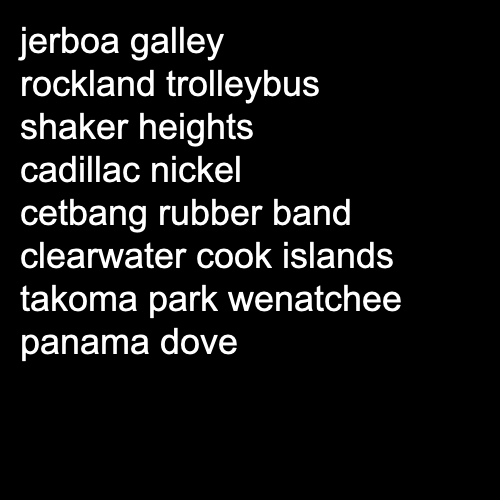 jerboa galley
rockland trolleybus
shaker heights
cadillac nickel
cetbang rubber band
clearwater cook islands
takoma park wenatchee
panama dove